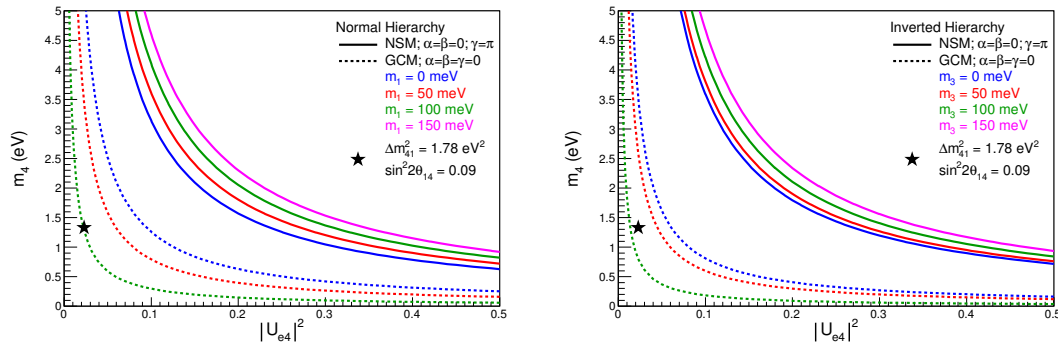 Normal Hierarchy
NSM; α=β=0; γ=π
GCM; α=β=γ=0
m₁ = 0 meV
m₁ = 50 meV
m₁ = 100 meV
m₁ = 150 meV
Δm²₄₁ = 1.78 eV²
sin²2θ₁₄ = 0.09
m₄ (eV)
5
4.5
4
3.5
3
2.5
2
1.5
1
0.5
0
0 0.1 0.2 0.3 0.4 0.5
|Uₑ₄|²
Inverted Hierarchy
NSM; α=β=0; γ=π
GCM; α=β=γ=0
m₃ = 0 meV
m₃ = 50 meV
m₃ = 100 meV
m₃ = 150 meV
Δm²₄₁ = 1.78 eV²
sin²2θ₁₄ = 0.09
m₄ (eV)
5
4.5
4
3.5
3
2.5
2
1.5
1
0.5
0
0 0.1 0.2 0.3 0.4 0.5
|Uₑ₄|²